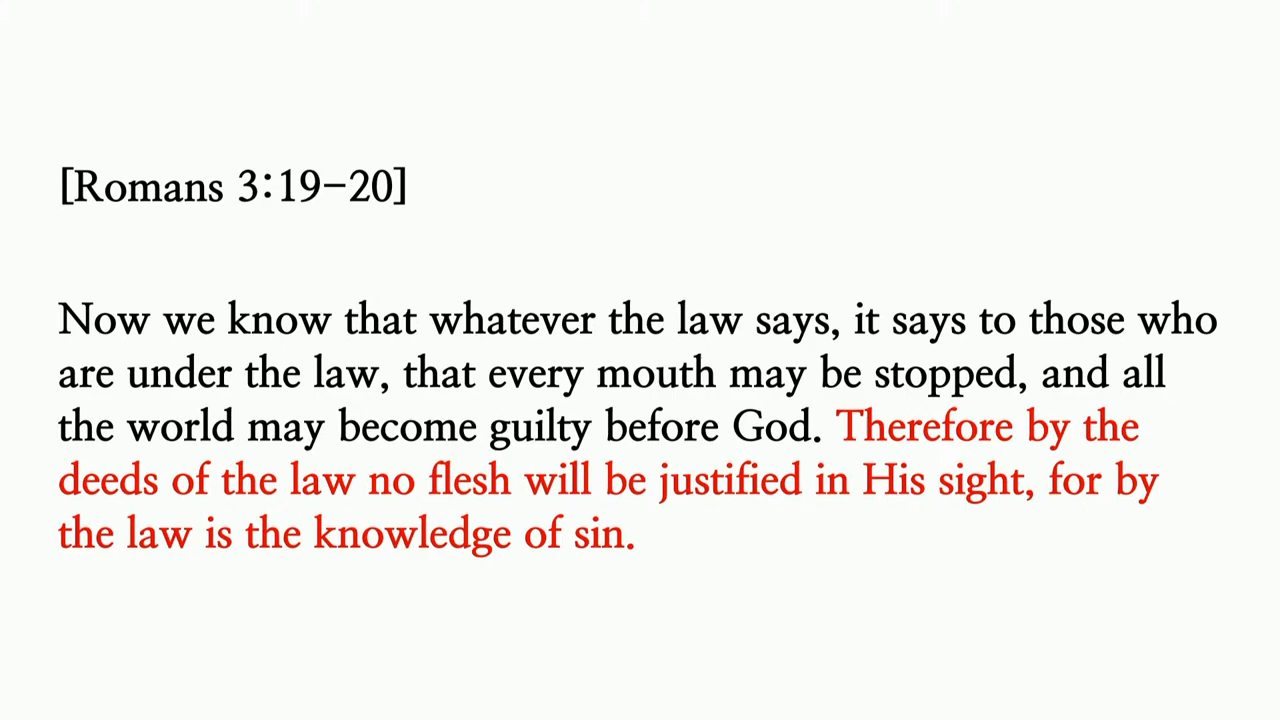 [Romans 3:19-20]
Now we know that whatever the law says, it says to those who
are under the law, that every mouth may be stopped, and all
the world may become guilty before God. Therefore by the
deeds of the law no flesh will be justified in His sight, for by
the law is the knowledge of sin.